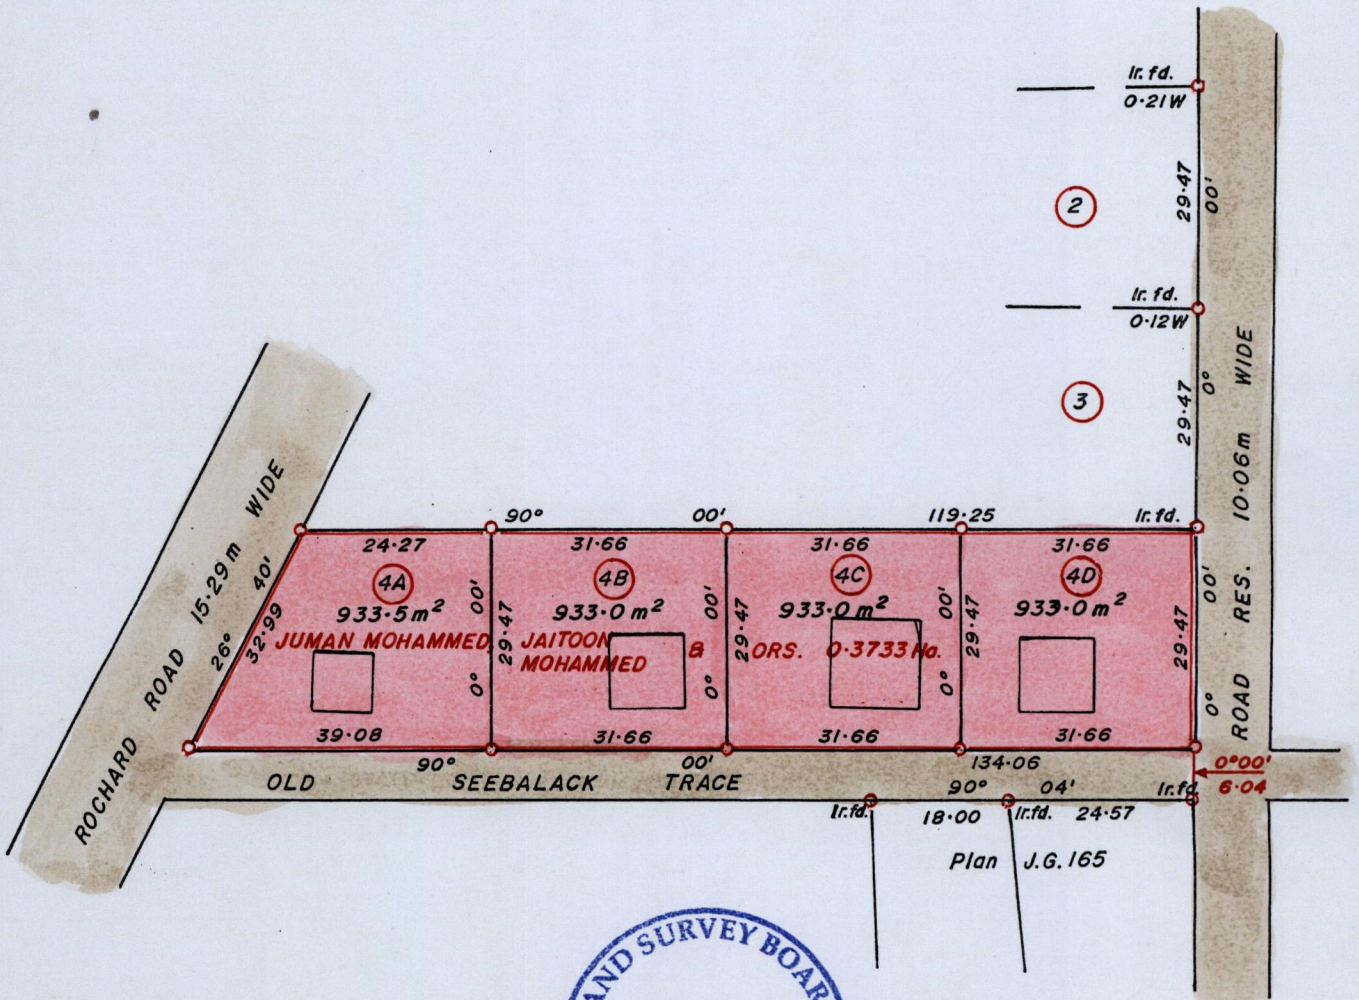 Ir. fd.
0·21W
29·47
00'
2
Ir. fd.
0·12W
29·47
0°
3
ROAD RES. 10·06m WIDE
ROCHARD ROAD 15·29m WIDE
26° 40'
32·99
90° 00' 119·25 Ir. fd.
24·27 31·66 31·66 31·66
4A 4B 4C 4D
933·5m² 933·0m² 933·0m² 933·0m²
0° 00'
29·47
0° 00'
29·47
0° 00'
29·47
29·47
0° 00'
JUMAN MOHAMMED, JAITOON
MOHAMMED & ORS. 0·3733 Ha.
39·08 31·66 31·66 31·66
90° 00' 134·06
OLD SEEBALACK TRACE
90° 04'
0°00'
6·04
Ir. fd.
Ir. fd. 18·00 Ir. fd. 24·57
Plan J.G. 165
AND SURVEY BOAR